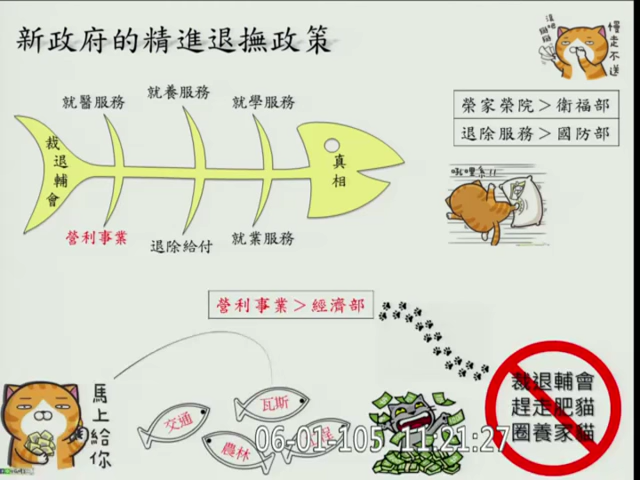 新政府的精進退撫政策
慢走不送
就醫服務
就養服務
就學服務
榮家榮院＞衛福部
退除服務＞國防部
裁退輔會
真相
營利事業
退除給付
就業服務
營利事業＞經濟部
馬上給你
交通
瓦斯
農林
裁退輔會
趕走肥貓
圈養家貓
06-01-105 11:21:27